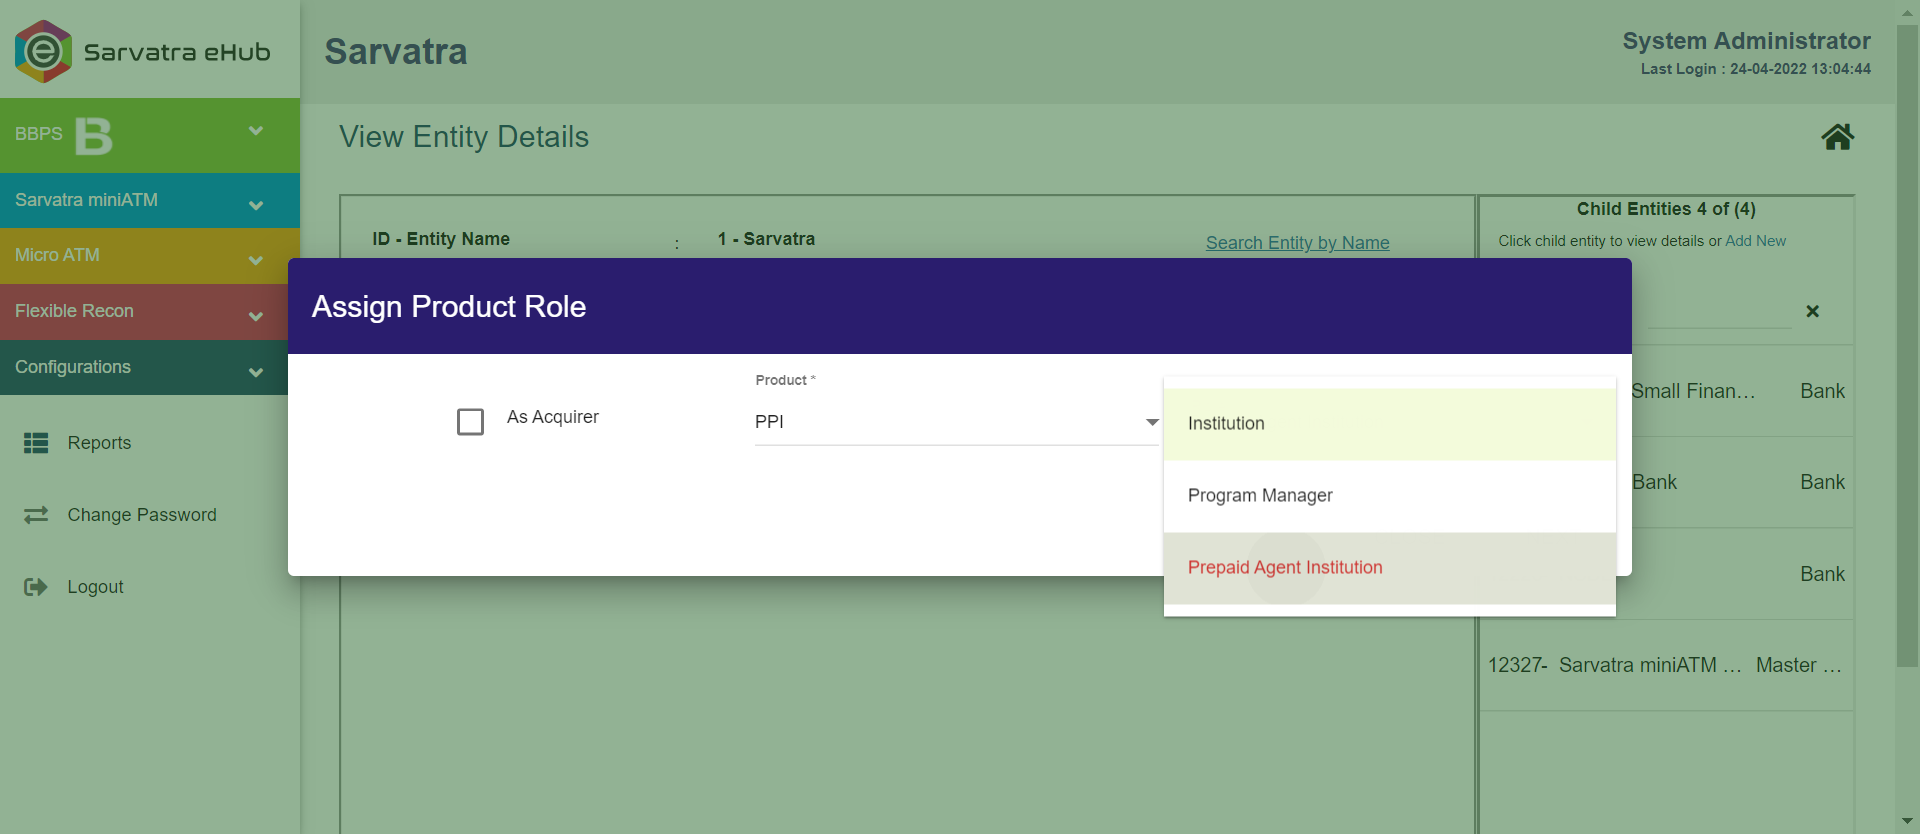 Sarvatra eHub
Sarvatra
System Administrator
Last Login : 24-04-2022 13:04:44
BBPS B
Sarvatra miniATM
Micro ATM
Flexible Recon
Configurations
Reports
Change Password
Logout
View Entity Details
ID - Entity Name : 1 - Sarvatra
Search Entity by Name
Child Entities 4 of (4)
Click child entity to view details or Add New
Assign Product Role
As Acquirer
Product *
PPI
Institution
Program Manager
Prepaid Agent Institution
Small Finan... Bank
Bank Bank
Bank
12327- Sarvatra miniATM ... Master ...